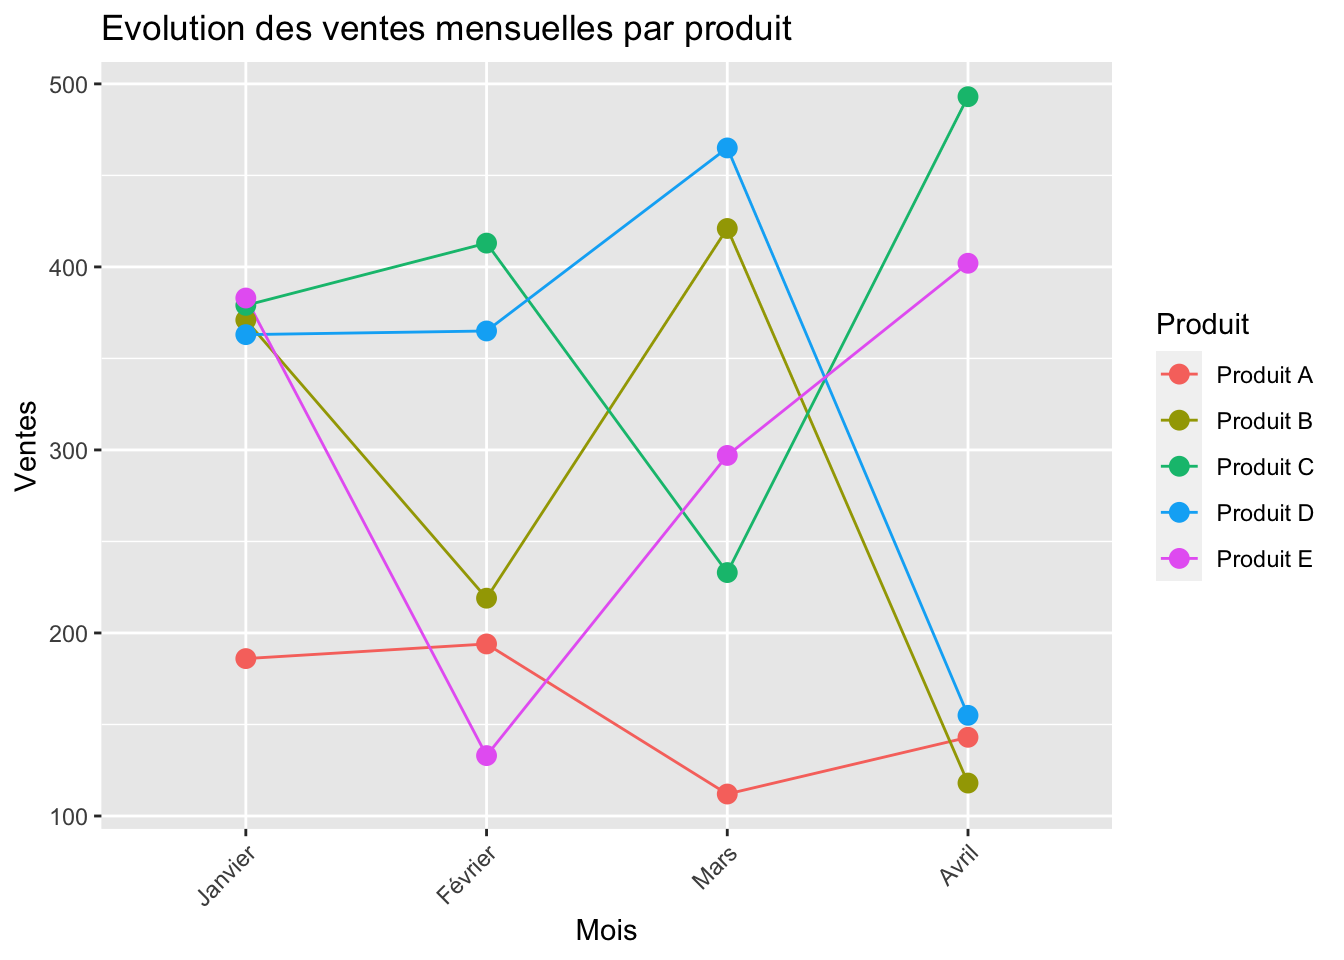 Evolution des ventes mensuelles par produit
500
400
300
200
100
Ventes
Janvier
Février
Mars
Avril
Mois
Produit
Produit A
Produit B
Produit C
Produit D
Produit E